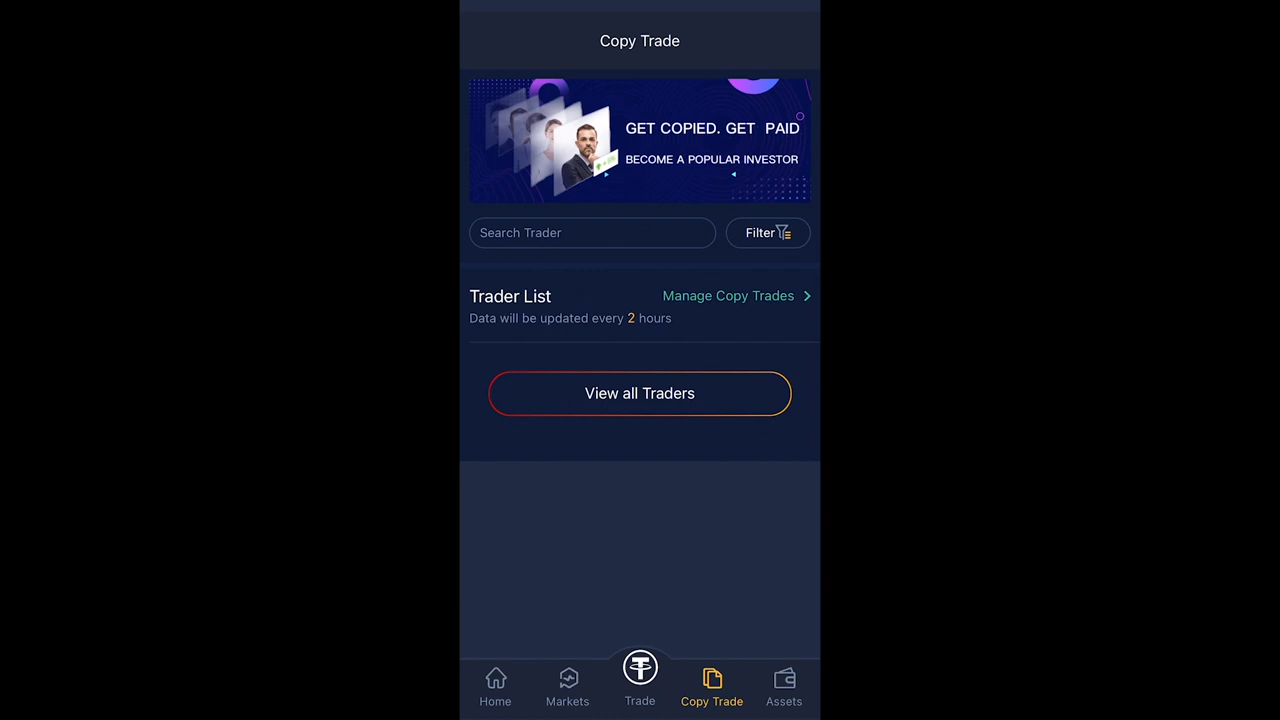 Copy Trade
GET COPIED. GET PAID
BECOME A POPULAR INVESTOR
Search Trader
Filter
Trader List
Manage Copy Trades
Data will be updated every 2 hours
View all Traders
Home
Markets
Trade
Copy Trade
Assets